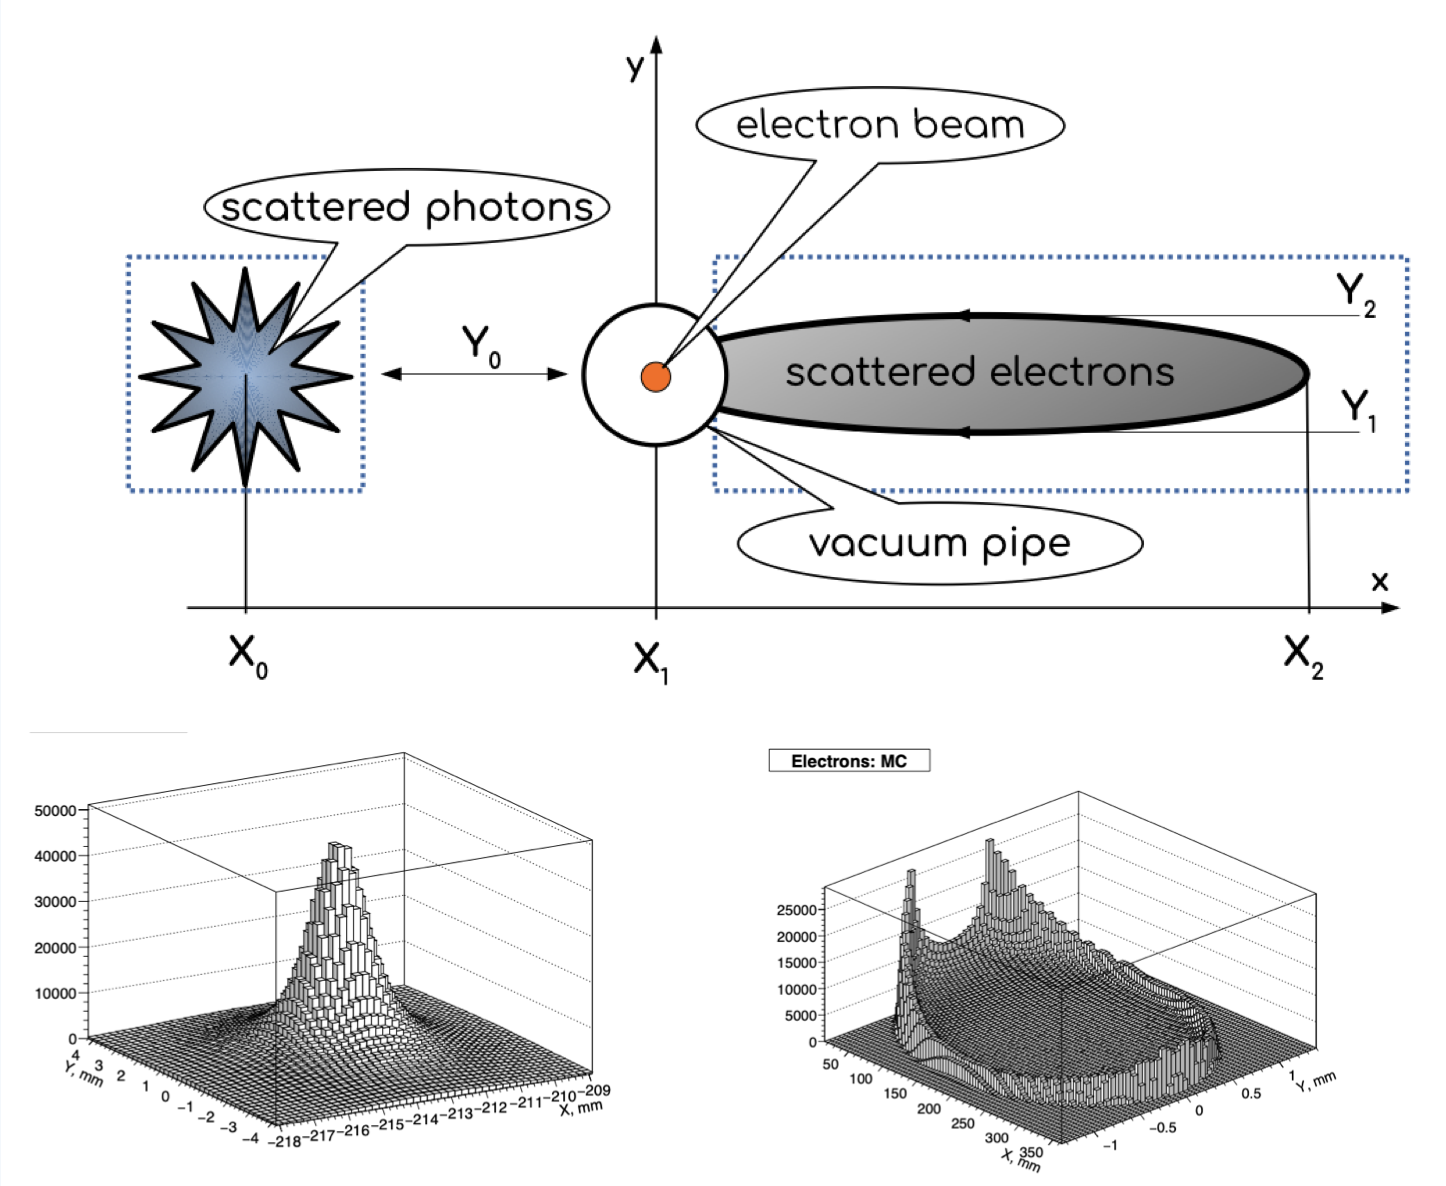 y
electron beam
scattered photons
Y2
Y0
scattered electrons
Y1
vacuum pipe
x
X0
X1
X2
Electrons: MC
50000
40000
30000
20000
10000
0
4
3
2
1
0
−1
−2
−3
−4
Y, mm
−218−217−216−215−214−213−212−211−210−209
X, mm
25000
20000
15000
10000
5000
0
50
100
150
200
250
300
350
X, mm
−1
−0.5
0
0.5
1
Y, mm